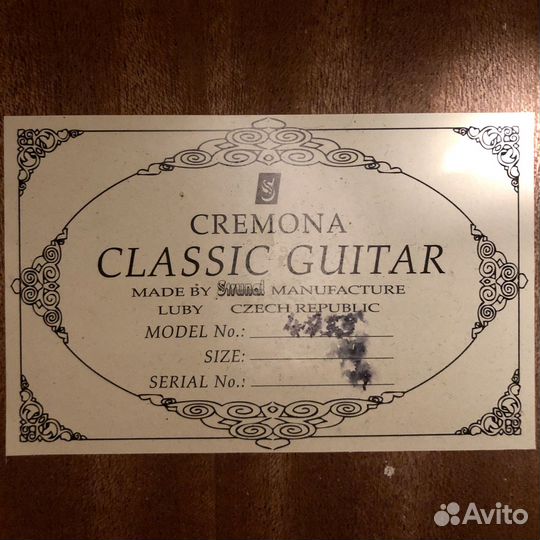 S
CREMONA
CLASSIC GUITAR
MADE BY Strunal MANUFACTURE
LUBY CZECH REPUBLIC
MODEL No.:
SIZE:
SERIAL No.:
Avito